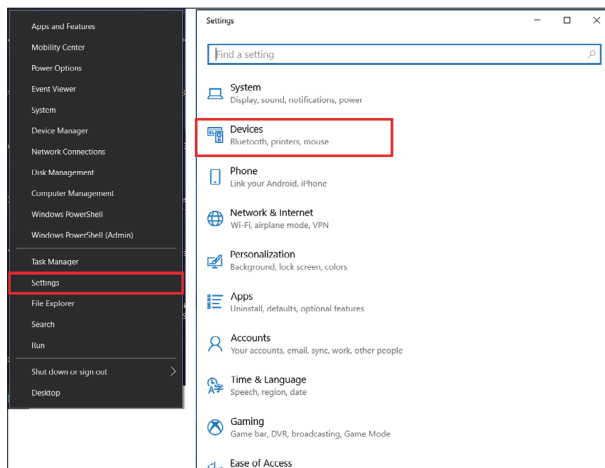 Apps and Features
Mobility Center
Power Options
Event Viewer
System
Device Manager
Network Connections
Disk Management
Computer Management
Windows PowerShell
Windows PowerShell (Admin)
Task Manager
Settings
File Explorer
Search
Run
Shut down or sign out
Desktop
Settings
Find a setting
System
Display, sound, notifications, power
Devices
Bluetooth, printers, mouse
Phone
Link your Android, iPhone
Network & Internet
Wi-Fi, airplane mode, VPN
Personalization
Background, lock screen, colors
Apps
Uninstall, defaults, optional features
Accounts
Your accounts, email, sync, work, other people
Time & Language
Speech, region, date
Gaming
Game bar, DVR, broadcasting, Game Mode
Ease of Access